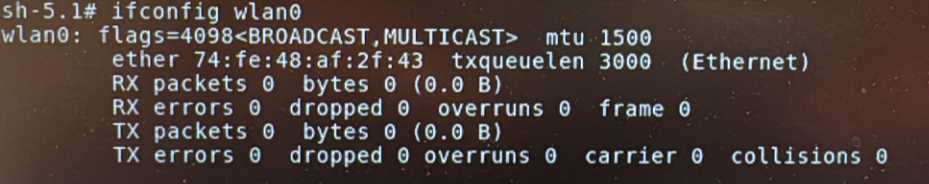 sh-5.1# ifconfig wlan0
wlan0: flags=4098<BROADCAST,MULTICAST>  mtu 1500
        ether 74:fe:48:af:2f:43  txqueuelen 3000  (Ethernet)
        RX packets 0  bytes 0 (0.0 B)
        RX errors 0  dropped 0  overruns 0  frame 0
        TX packets 0  bytes 0 (0.0 B)
        TX errors 0  dropped 0 overruns 0  carrier 0  collisions 0